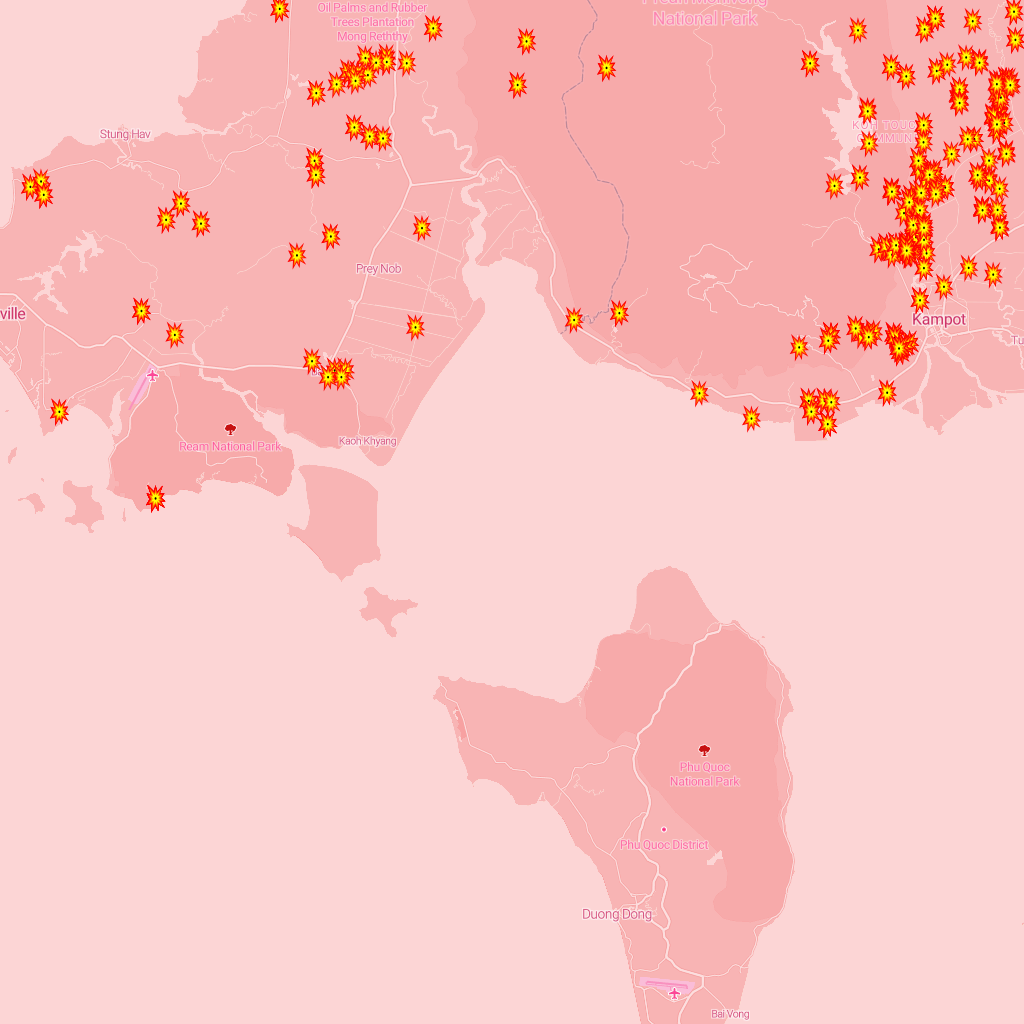 Oil Palms and Rubber
Trees Plantation
Mong Reththy
National Park
Stung Hav
Prey Nob
ville
Kampot
Ream National Park
Kaoh Khyang
Phu Quoc
National Park
Phu Quoc District
Duong Dong
Bai Vong